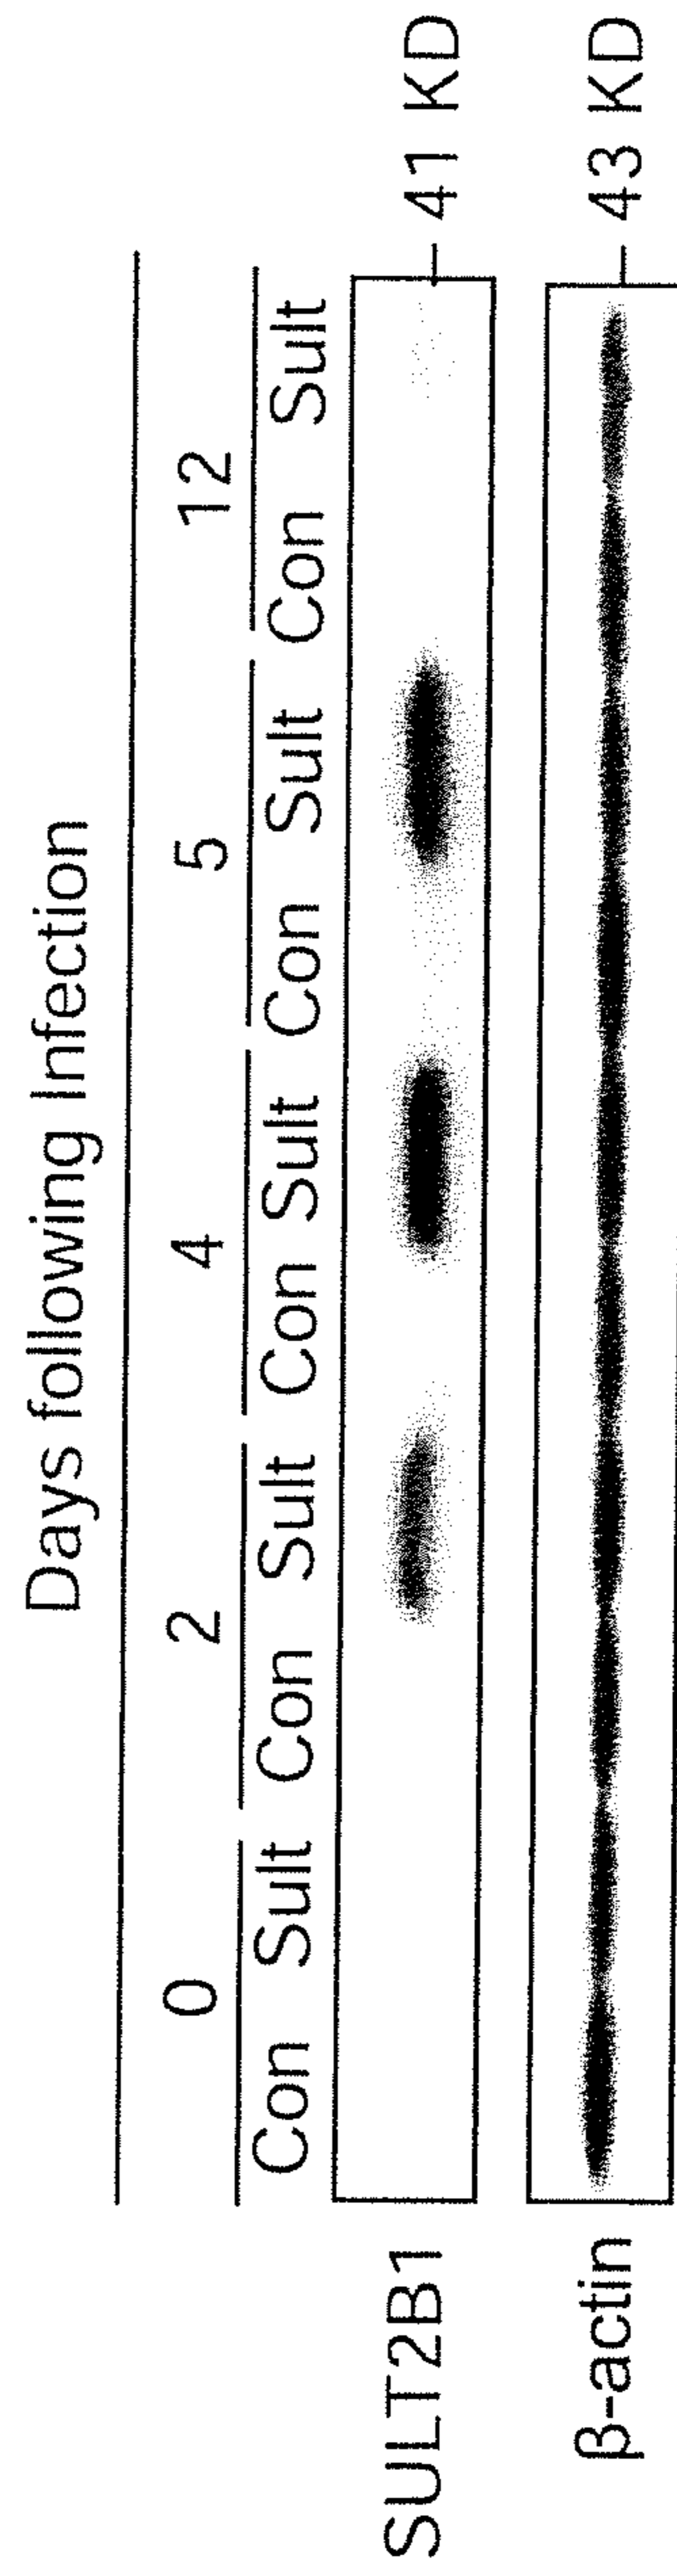 Days following Infection
0 2 4 5 12
Con Sult Con Sult Con Sult Con Sult Con Sult
SULT2B1 41 KD
β-actin 43 KD